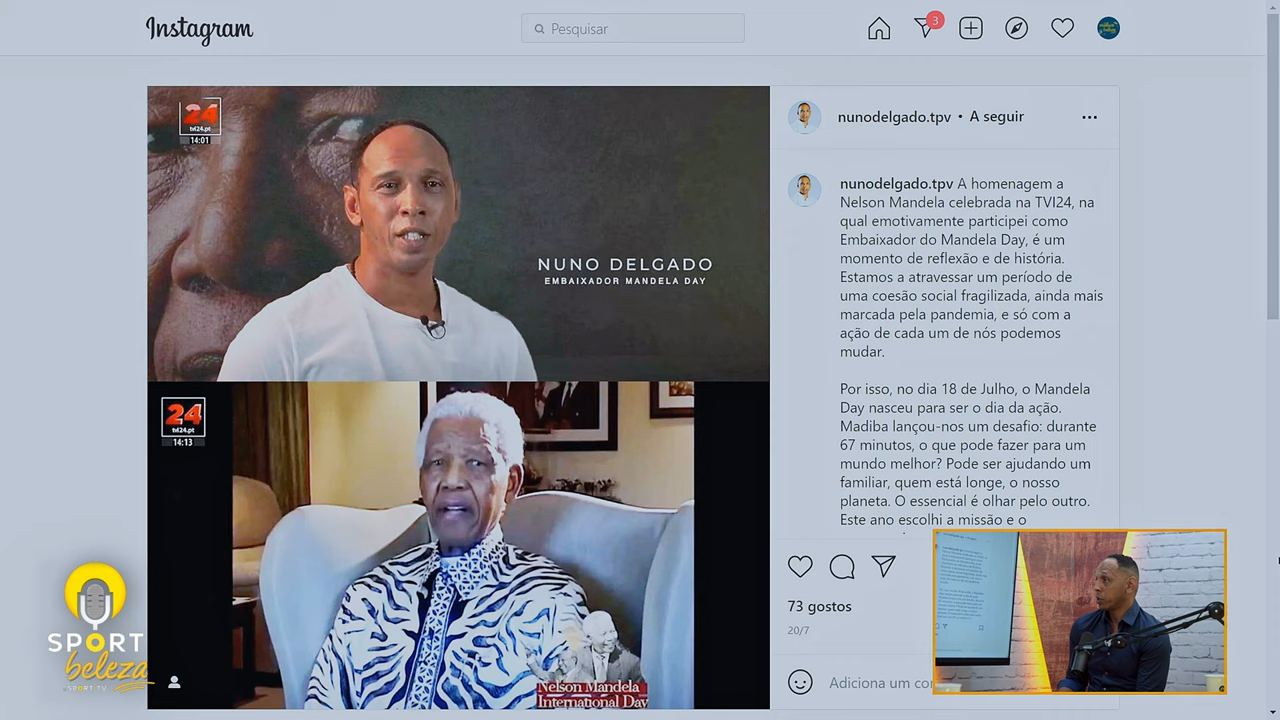 Instagram
Pesquisar
3
24
tvi24.pt
14:01
NUNO DELGADO
EMBAIXADOR MANDELA DAY
24
tvi24.pt
14:13
Nelson Mandela
International Day
nunodelgado.tpv • A seguir
nunodelgado.tpv A homenagem a
Nelson Mandela celebrada na TVI24, na
qual emotivamente participei como
Embaixador do Mandela Day, é um
momento de reflexão e de história.
Estamos a atravessar um período de
uma coesão social fragilizada, ainda mais
marcada pela pandemia, e só com a
ação de cada um de nós podemos
mudar.
Por isso, no dia 18 de Julho, o Mandela
Day nasceu para ser o dia da ação.
Madiba lançou-nos um desafio: durante
67 minutos, o que pode fazer para um
mundo melhor? Pode ser ajudando um
familiar, quem está longe, o nosso
planeta. O essencial é olhar pelo outro.
Este ano escolhi a missão e o
73 gostos
20/7
Adiciona um co
SPORT
beleza
SPORT TV